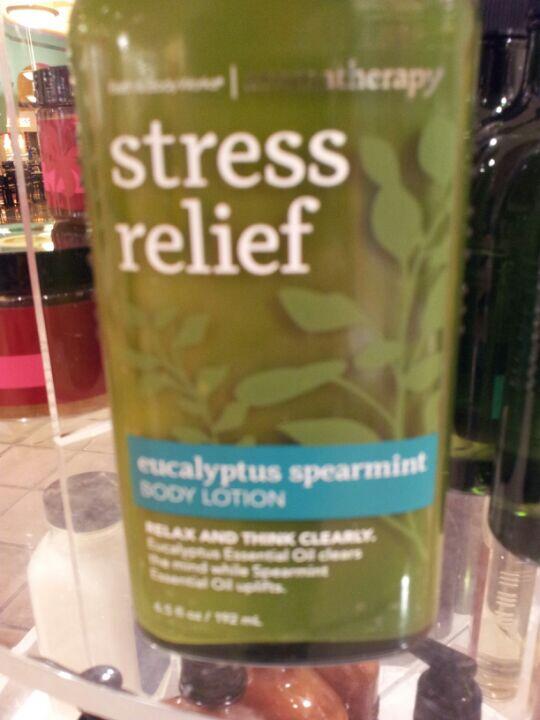 aromatherapy
stress
relief
eucalyptus spearmint
BODY LOTION
RELAX AND THINK CLEARLY.
Eucalyptus Essential Oil clears
the mind while Spearmint
Essential Oil uplifts.
6.5 fl oz / 192 mL